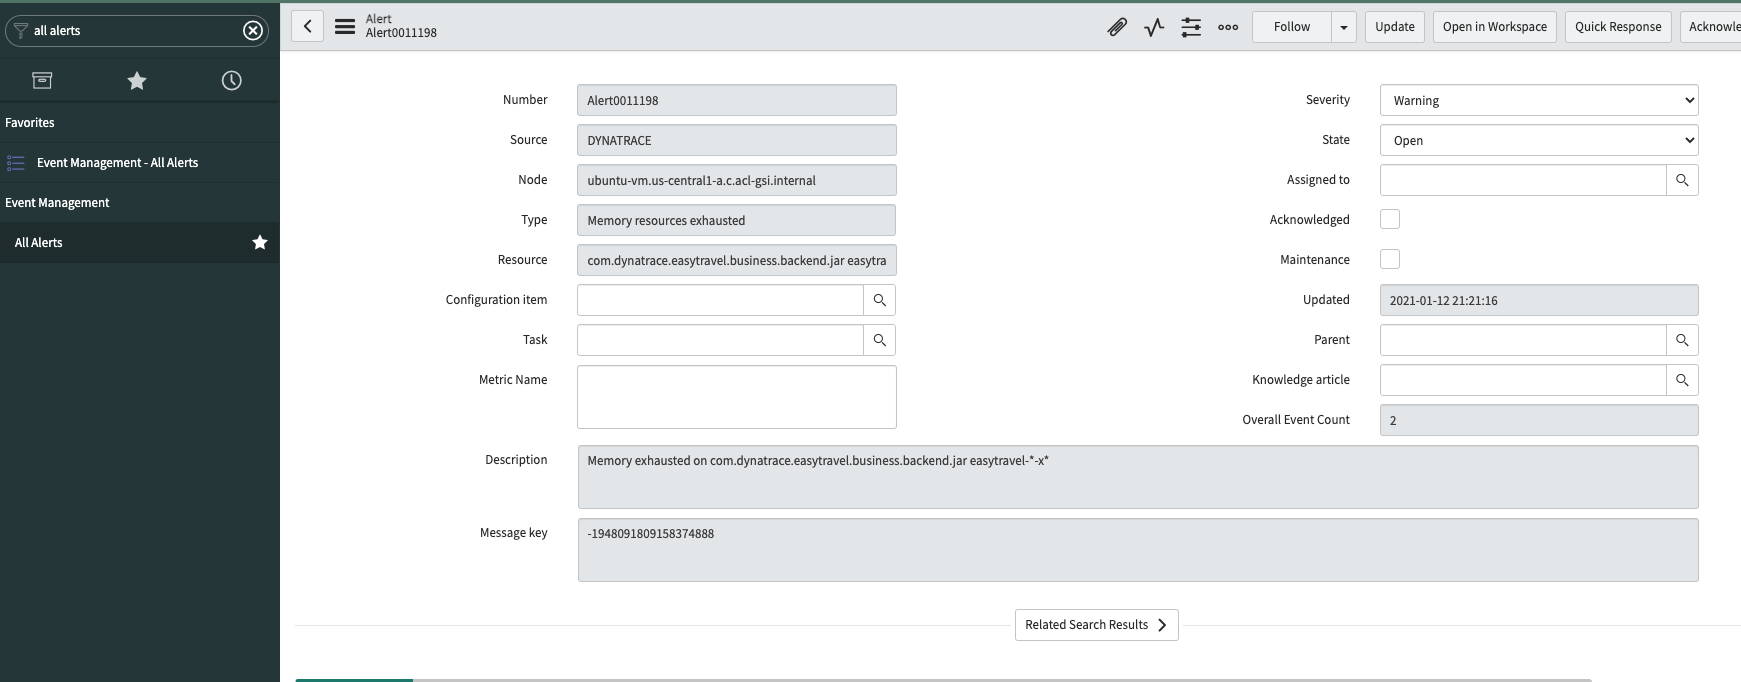 all alerts
Favorites
Event Management - All Alerts
Event Management
All Alerts
Alert
Alert0011198
Follow
Update
Open in Workspace
Quick Response
Acknowle
Number
Alert0011198
Source
DYNATRACE
Node
ubuntu-vm.us-central1-a.c.acl-gsi.internal
Type
Memory resources exhausted
Resource
com.dynatrace.easytravel.business.backend.jar easytra
Configuration item
Task
Metric Name
Severity
Warning
State
Open
Assigned to
Acknowledged
Maintenance
Updated
2021-01-12 21:21:16
Parent
Knowledge article
Overall Event Count
2
Description
Memory exhausted on com.dynatrace.easytravel.business.backend.jar easytravel-*-x*
Message key
-1948091809158374888
Related Search Results